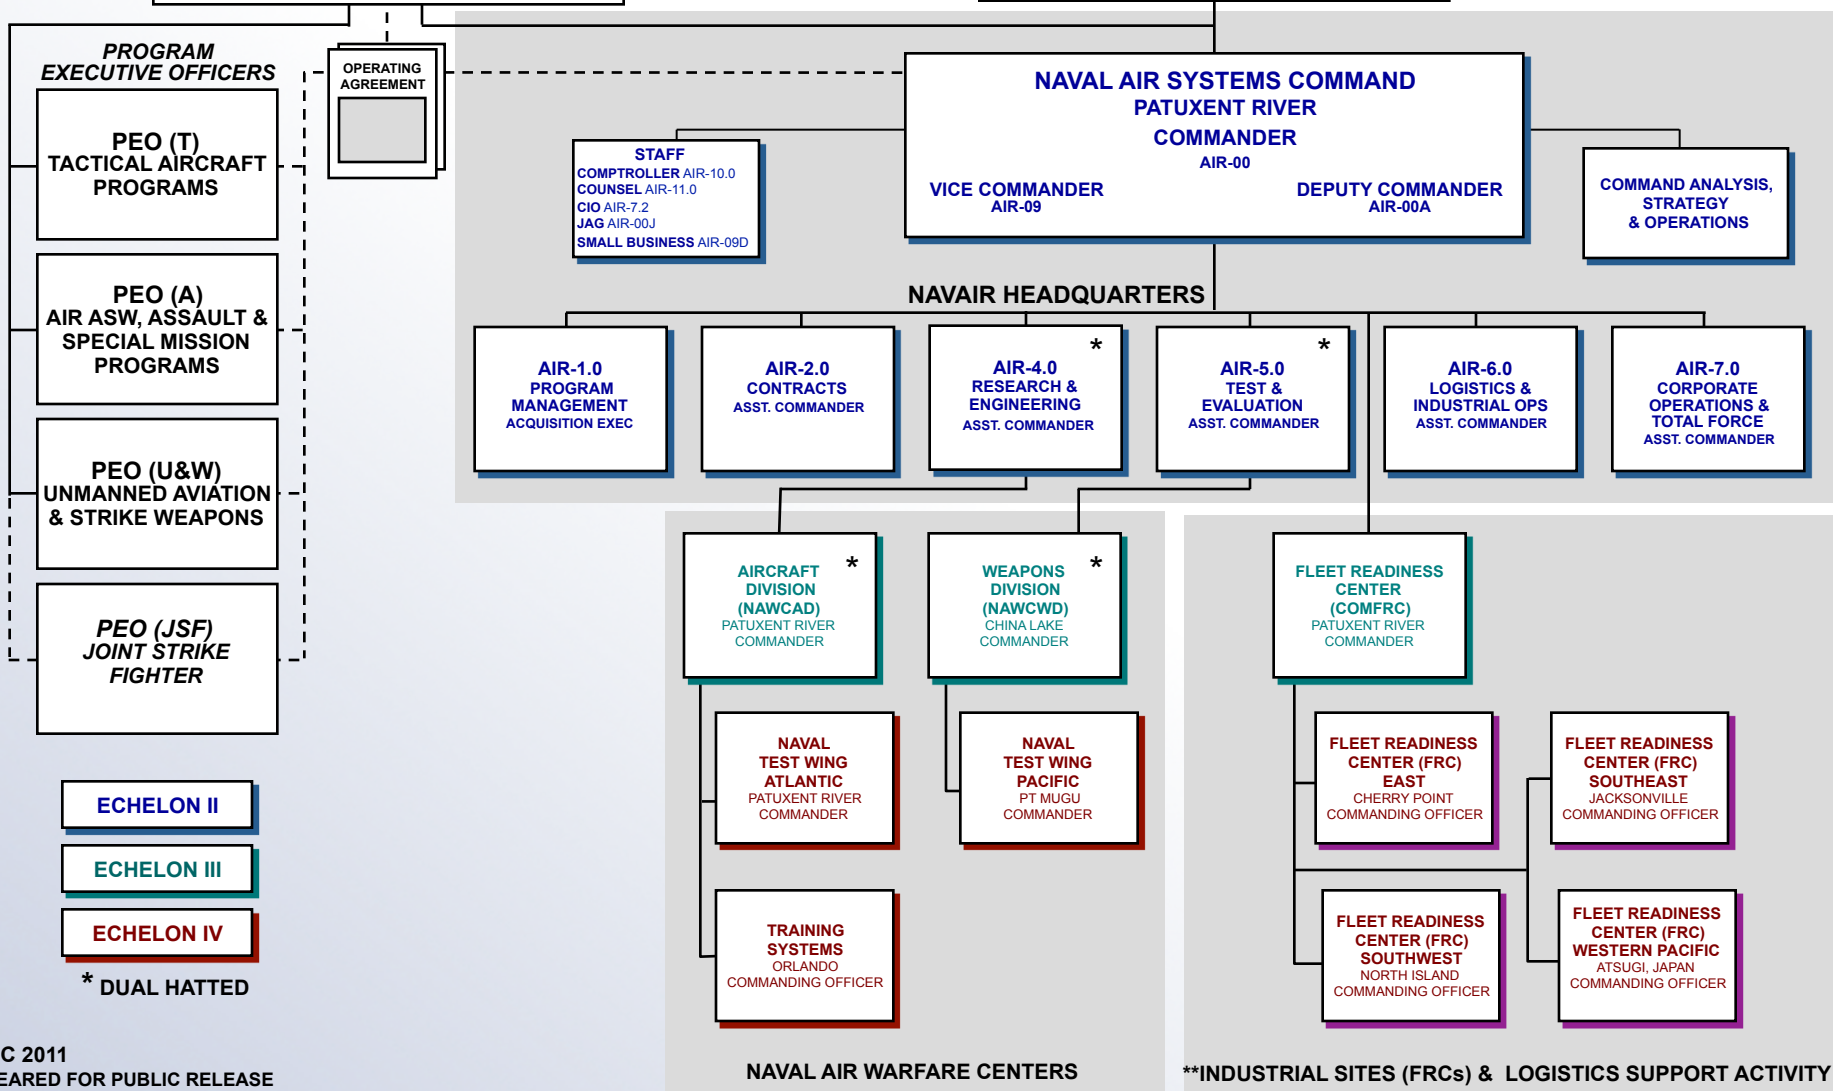 PROGRAM
EXECUTIVE OFFICERS
PEO (T)
TACTICAL AIRCRAFT
PROGRAMS
PEO (A)
AIR ASW, ASSAULT &
SPECIAL MISSION
PROGRAMS
PEO (U&W)
UNMANNED AVIATION
& STRIKE WEAPONS
PEO (JSF)
JOINT STRIKE
FIGHTER
OPERATING
AGREEMENT
NAVAL AIR SYSTEMS COMMAND
PATUXENT RIVER
COMMANDER
AIR-00
VICE COMMANDER
AIR-09
DEPUTY COMMANDER
AIR-00A
STAFF
COMPTROLLER AIR-10.0
COUNSEL AIR-11.0
CIO AIR-7.2
JAG AIR-00J
SMALL BUSINESS AIR-09D
COMMAND ANALYSIS,
STRATEGY
& OPERATIONS
NAVAIR HEADQUARTERS
AIR-1.0
PROGRAM
MANAGEMENT
ACQUISITION EXEC
AIR-2.0
CONTRACTS
ASST. COMMANDER
*
AIR-4.0
RESEARCH &
ENGINEERING
ASST. COMMANDER
*
AIR-5.0
TEST &
EVALUATION
ASST. COMMANDER
AIR-6.0
LOGISTICS &
INDUSTRIAL OPS
ASST. COMMANDER
AIR-7.0
CORPORATE
OPERATIONS &
TOTAL FORCE
ASST. COMMANDER
AIRCRAFT *
DIVISION
(NAWCAD)
PATUXENT RIVER
COMMANDER
WEAPONS *
DIVISION
(NAWCWD)
CHINA LAKE
COMMANDER
FLEET READINESS
CENTER
(COMFRC)
PATUXENT RIVER
COMMANDER
NAVAL
TEST WING
ATLANTIC
PATUXENT RIVER
COMMANDER
NAVAL
TEST WING
PACIFIC
PT MUGU
COMMANDER
FLEET READINESS
CENTER (FRC)
EAST
CHERRY POINT
COMMANDING OFFICER
FLEET READINESS
CENTER (FRC)
SOUTHEAST
JACKSONVILLE
COMMANDING OFFICER
TRAINING
SYSTEMS
ORLANDO
COMMANDING OFFICER
FLEET READINESS
CENTER (FRC)
SOUTHWEST
NORTH ISLAND
COMMANDING OFFICER
FLEET READINESS
CENTER (FRC)
WESTERN PACIFIC
ATSUGI, JAPAN
COMMANDING OFFICER
ECHELON II
ECHELON III
ECHELON IV
* DUAL HATTED
C 2011
EARED FOR PUBLIC RELEASE
NAVAL AIR WARFARE CENTERS
**INDUSTRIAL SITES (FRCs) & LOGISTICS SUPPORT ACTIVITY